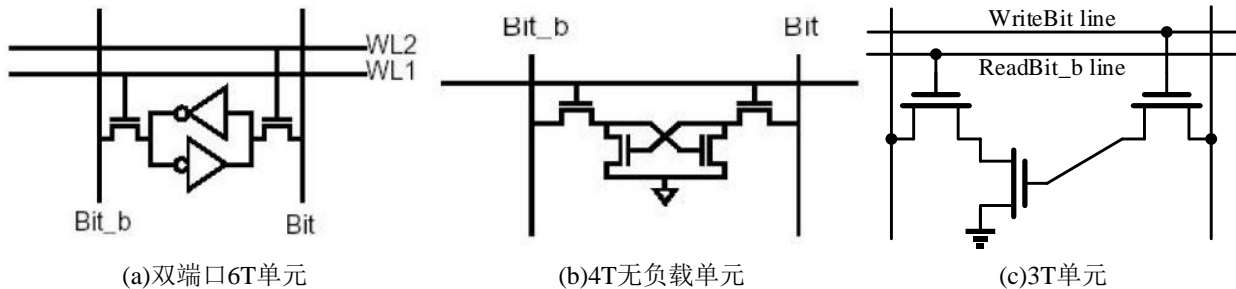 WL2
WL1
Bit_b
Bit
(a)双端口6T单元
Bit_b
Bit
(b)4T无负载单元
WriteBit line
ReadBit_b line
(c)3T单元